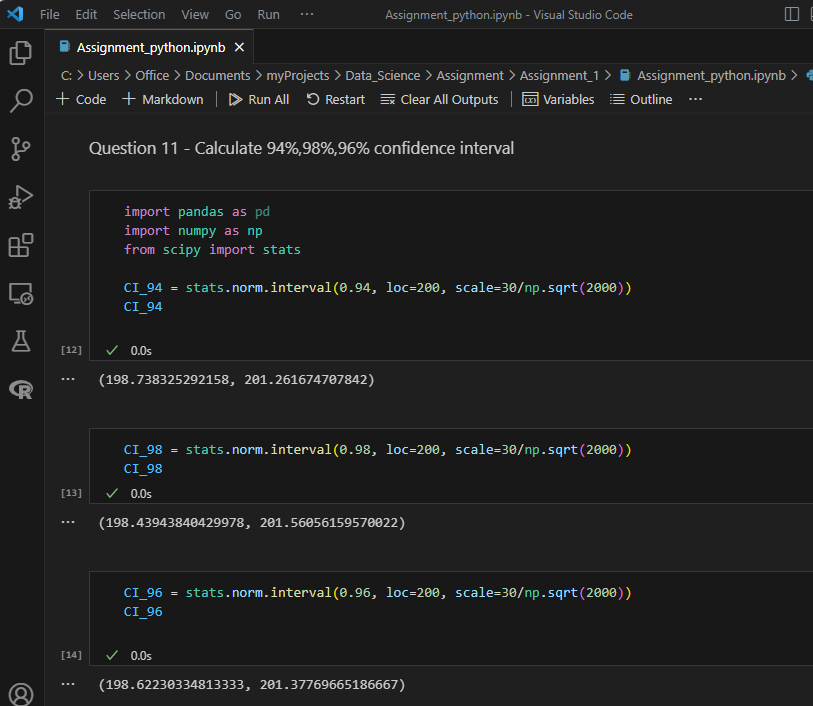 File Edit Selection View Go Run ··· Assignment_python.ipynb - Visual Studio Code
Assignment_python.ipynb ×
C: > Users > Office > Documents > myProjects > Data_Science > Assignment > Assignment_1 > Assignment_python.ipynb >
+ Code + Markdown Run All Restart Clear All Outputs Variables Outline ···
Question 11 - Calculate 94%,98%,96% confidence interval
import pandas as pd
import numpy as np
from scipy import stats
CI_94 = stats.norm.interval(0.94, loc=200, scale=30/np.sqrt(2000))
CI_94
[12] ✓ 0.0s
··· (198.738325292158, 201.261674707842)
CI_98 = stats.norm.interval(0.98, loc=200, scale=30/np.sqrt(2000))
CI_98
[13] ✓ 0.0s
··· (198.43943840429978, 201.56056159570022)
CI_96 = stats.norm.interval(0.96, loc=200, scale=30/np.sqrt(2000))
CI_96
[14] ✓ 0.0s
··· (198.62230334813333, 201.37769665186667)